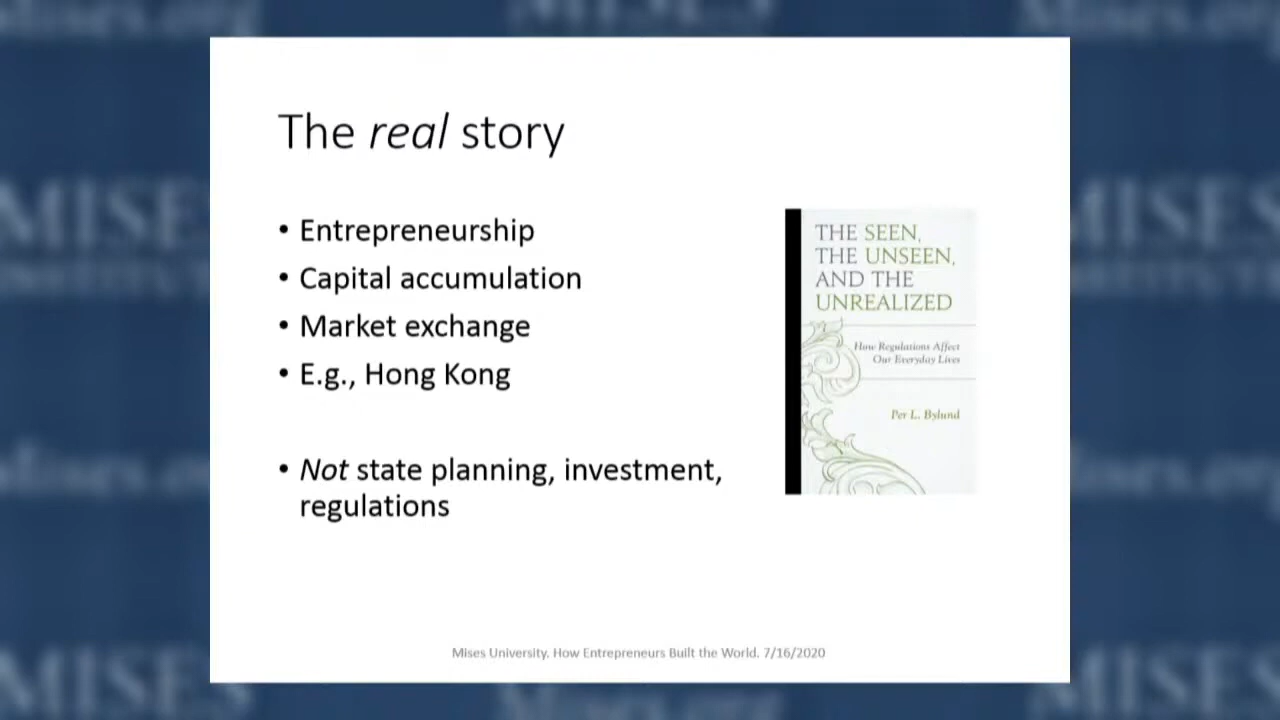 The real story
• Entrepreneurship
• Capital accumulation
• Market exchange
• E.g., Hong Kong
• Not state planning, investment,
regulations
THE SEEN,
THE UNSEEN,
AND THE
UNREALIZED
How Regulations Affect
Our Everyday Lives
Per L. Bylund
Mises University. How Entrepreneurs Built the World. 7/16/2020